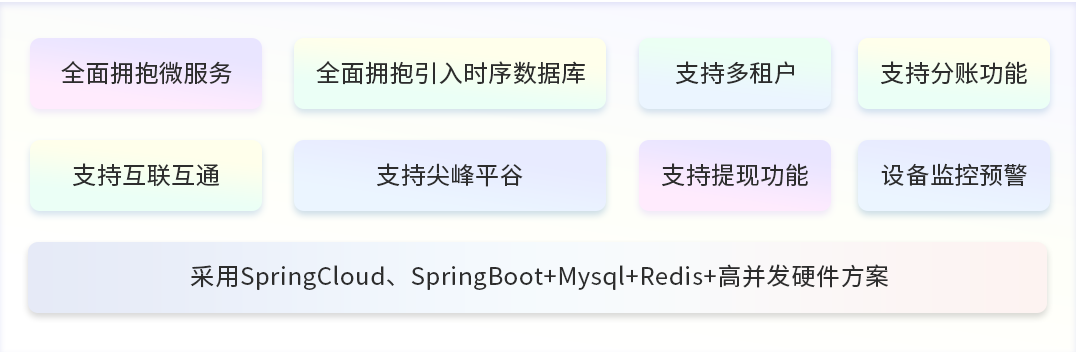 全面拥抱微服务
全面拥抱引入时序数据库
支持多租户
支持分账功能
支持互联互通
支持尖峰平谷
支持提现功能
设备监控预警
采用SpringCloud、SpringBoot+Mysql+Redis+高并发硬件方案